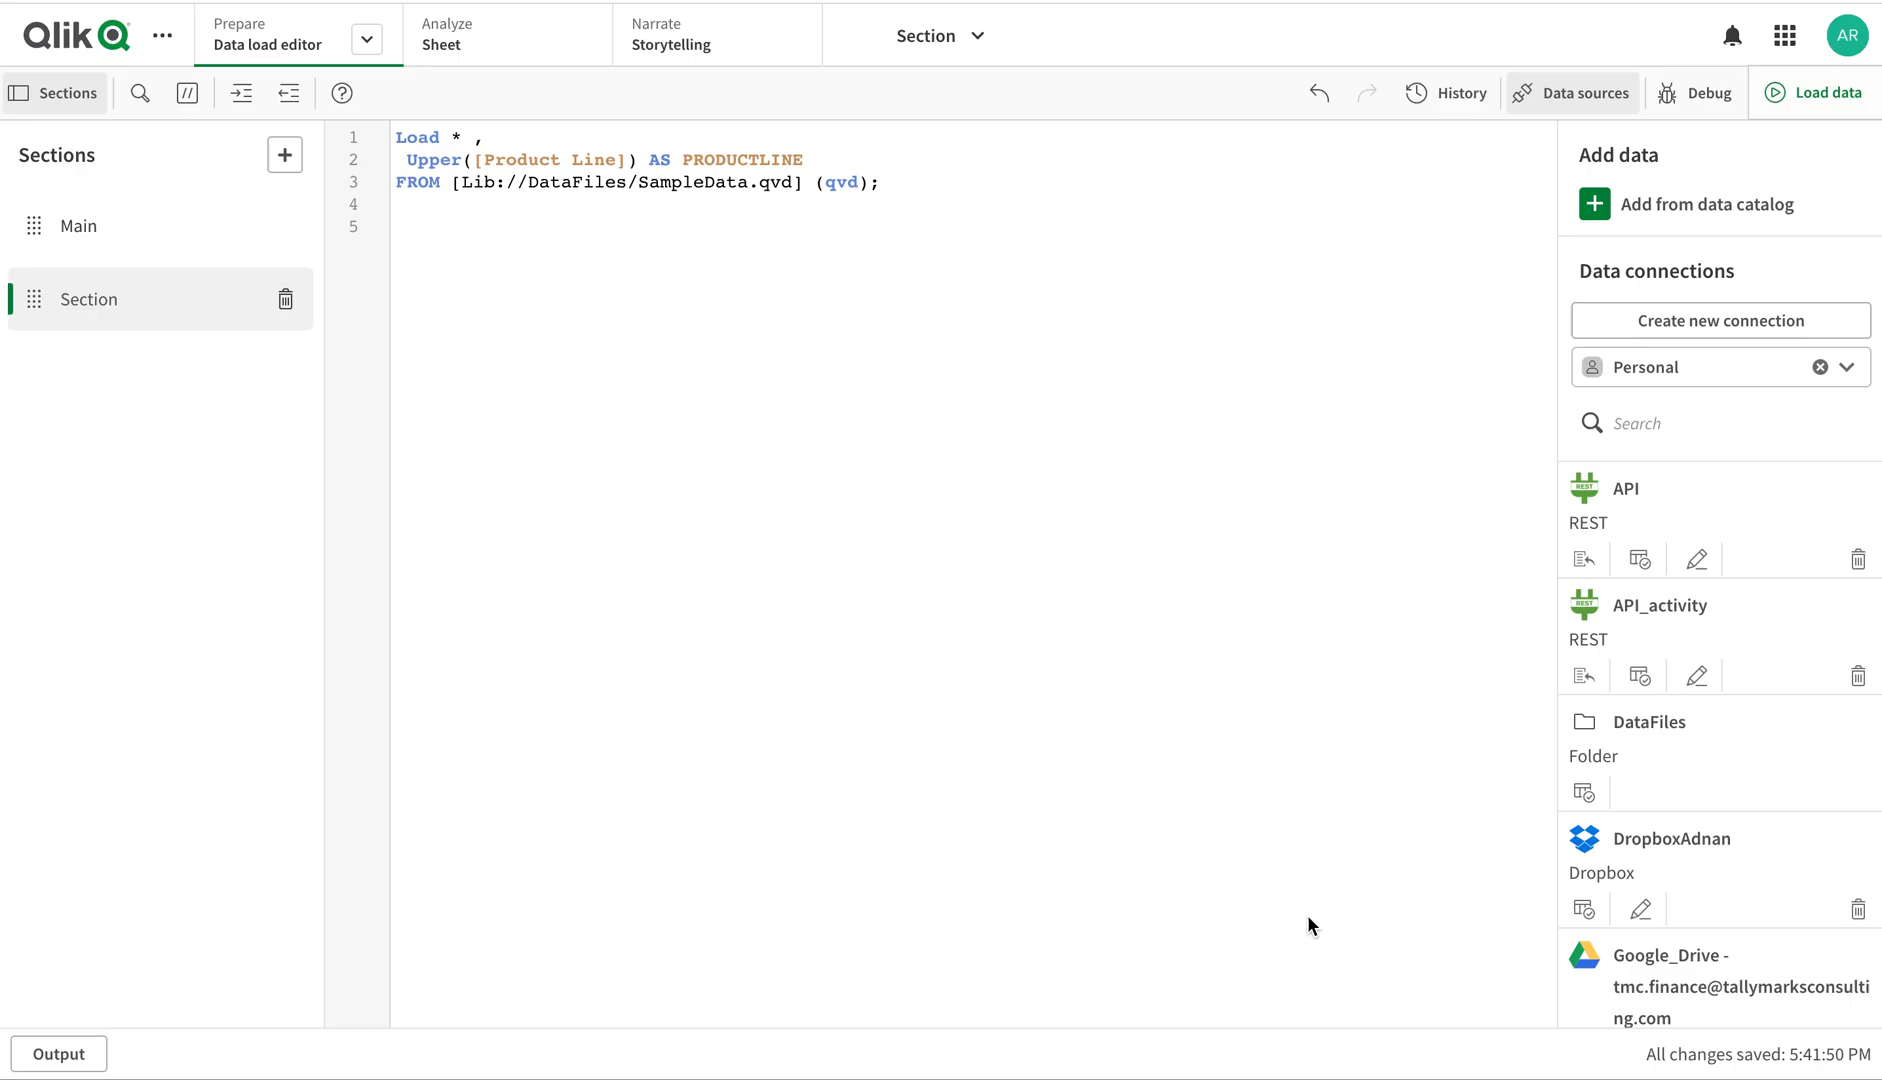 Qlik
Prepare
Data load editor
Analyze
Sheet
Narrate
Storytelling
Section
AR
Sections
//
History
Data sources
Debug
Load data
Sections
Main
Section
1 Load * ,
2 Upper([Product Line]) AS PRODUCTLINE
3 FROM [Lib://DataFiles/SampleData.qvd] (qvd);
4
5
Add data
Add from data catalog
Data connections
Create new connection
Personal
Search
REST
API
REST
REST
API_activity
REST
DataFiles
Folder
DropboxAdnan
Dropbox
Google_Drive -
tmc.finance@tallymarksconsulti
ng.com
Output
All changes saved: 5:41:50 PM